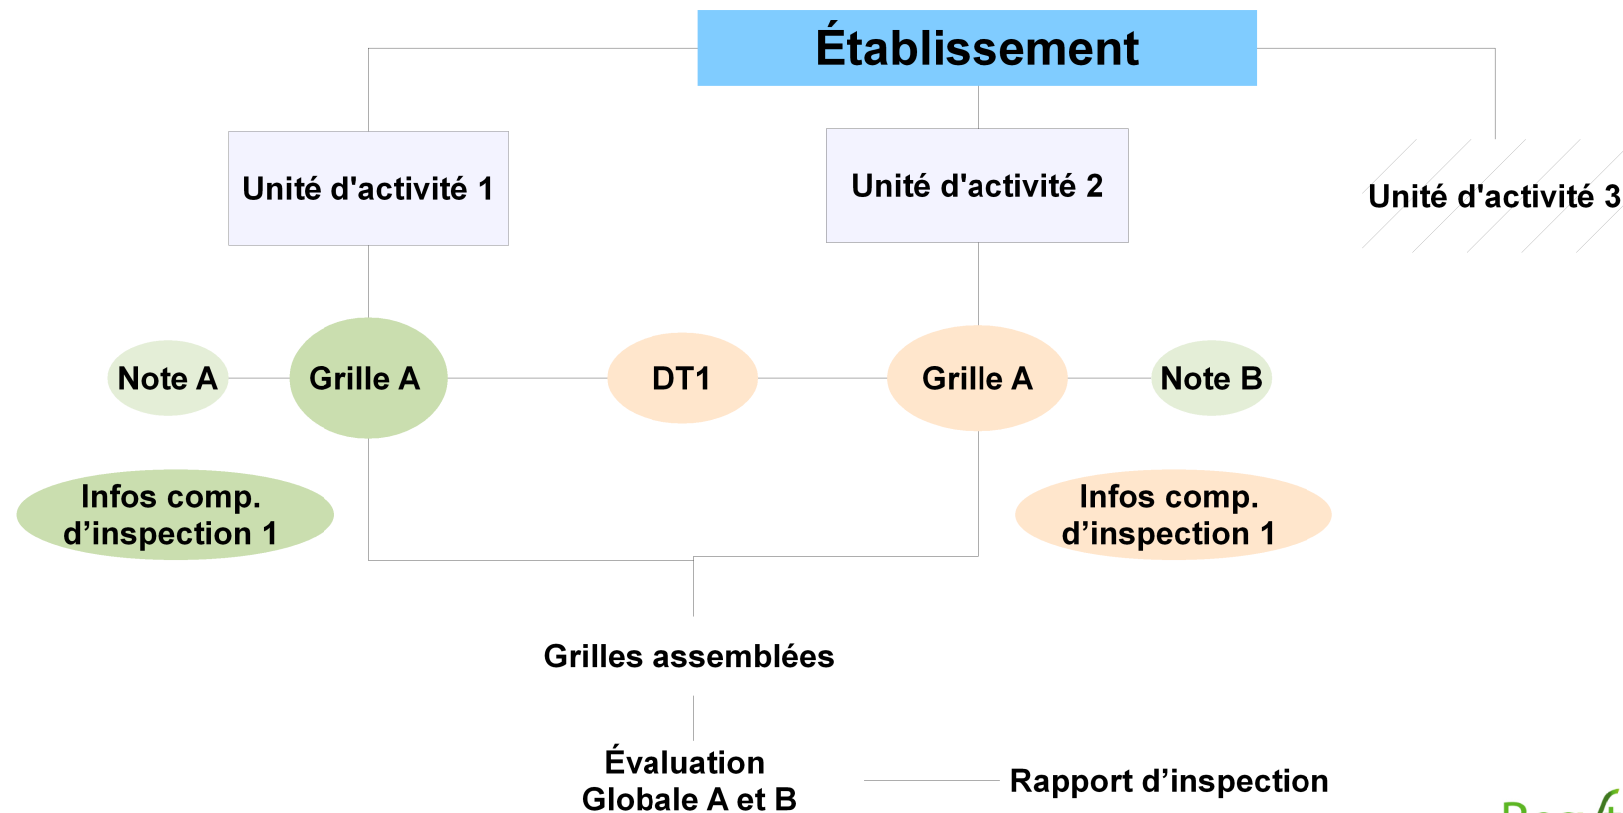 Établissement
Unité d'activité 1
Unité d'activité 2
Unité d'activité 3
Note A
Grille A
DT1
Grille A
Note B
Infos comp.
d’inspection 1
Infos comp.
d’inspection 1
Grilles assemblées
Évaluation
Globale A et B
Rapport d’inspection